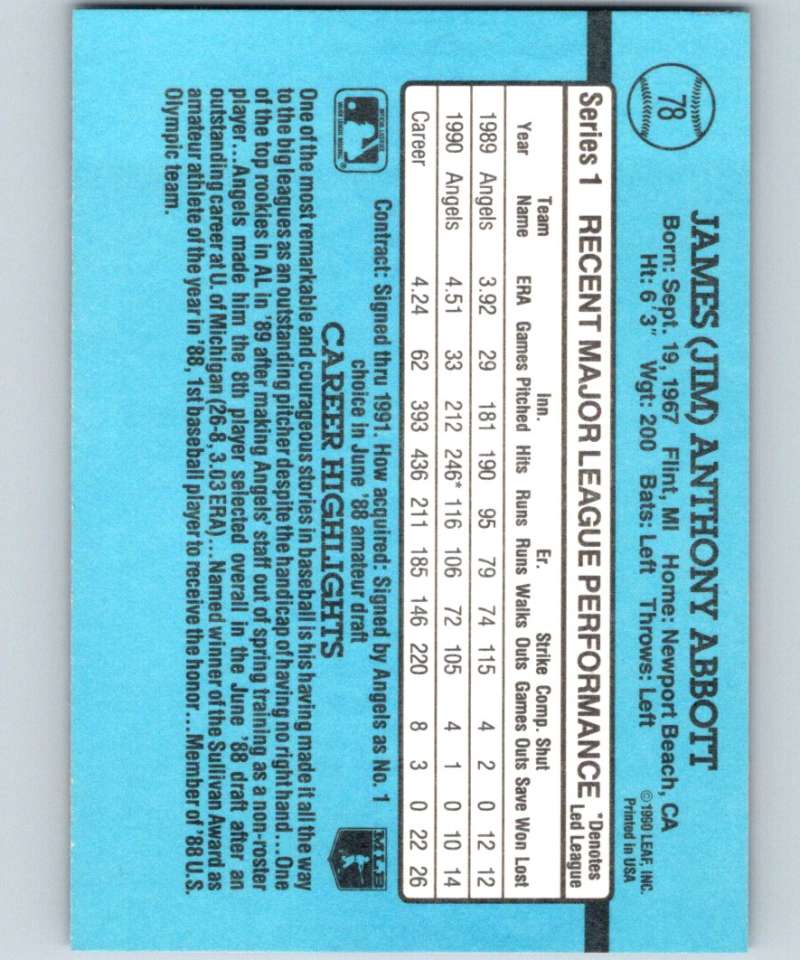 78
JAMES (JIM) ANTHONY ABBOTT
Born: Sept. 19, 1967 Flint, MI Home: Newport Beach, CA
Ht: 6' 3" Wgt: 200 Bats: Left Throws: Left
©1990 LEAF, INC.
Printed in USA
Series 1 RECENT MAJOR LEAGUE PERFORMANCE *Denotes Led League
Team Inn. Er. Strike Comp. Shut
Year Name ERA Games Pitched Hits Runs Runs Walks Outs Games Outs Save Won Lost
1989 Angels 3.92 29 181 190 95 79 74 115 4 2 0 12 12
1990 Angels 4.51 33 212 246* 116 106 72 105 4 1 0 10 14
Career 4.24 62 393 436 211 185 146 220 8 3 0 22 26
Contract: Signed thru 1991. How acquired: Signed by Angels as No. 1
choice in June '88 amateur draft
MLB
CAREER HIGHLIGHTS
One of the most remarkable and courageous stories in baseball is his having made it all the way
to the big leagues as an outstanding pitcher despite the handicap of having no right hand...One
of the top rookies in AL in '89 after making Angels' staff out of spring training as a non-roster
player...Angels made him the 8th player selected overall in the June '88 draft after an
outstanding career at U. of Michigan (26-8, 3.03 ERA)...Named winner of the Sullivan Award as
amateur athlete of the year in '88, 1st baseball player to receive the honor...Member of '88 U.S.
Olympic team.